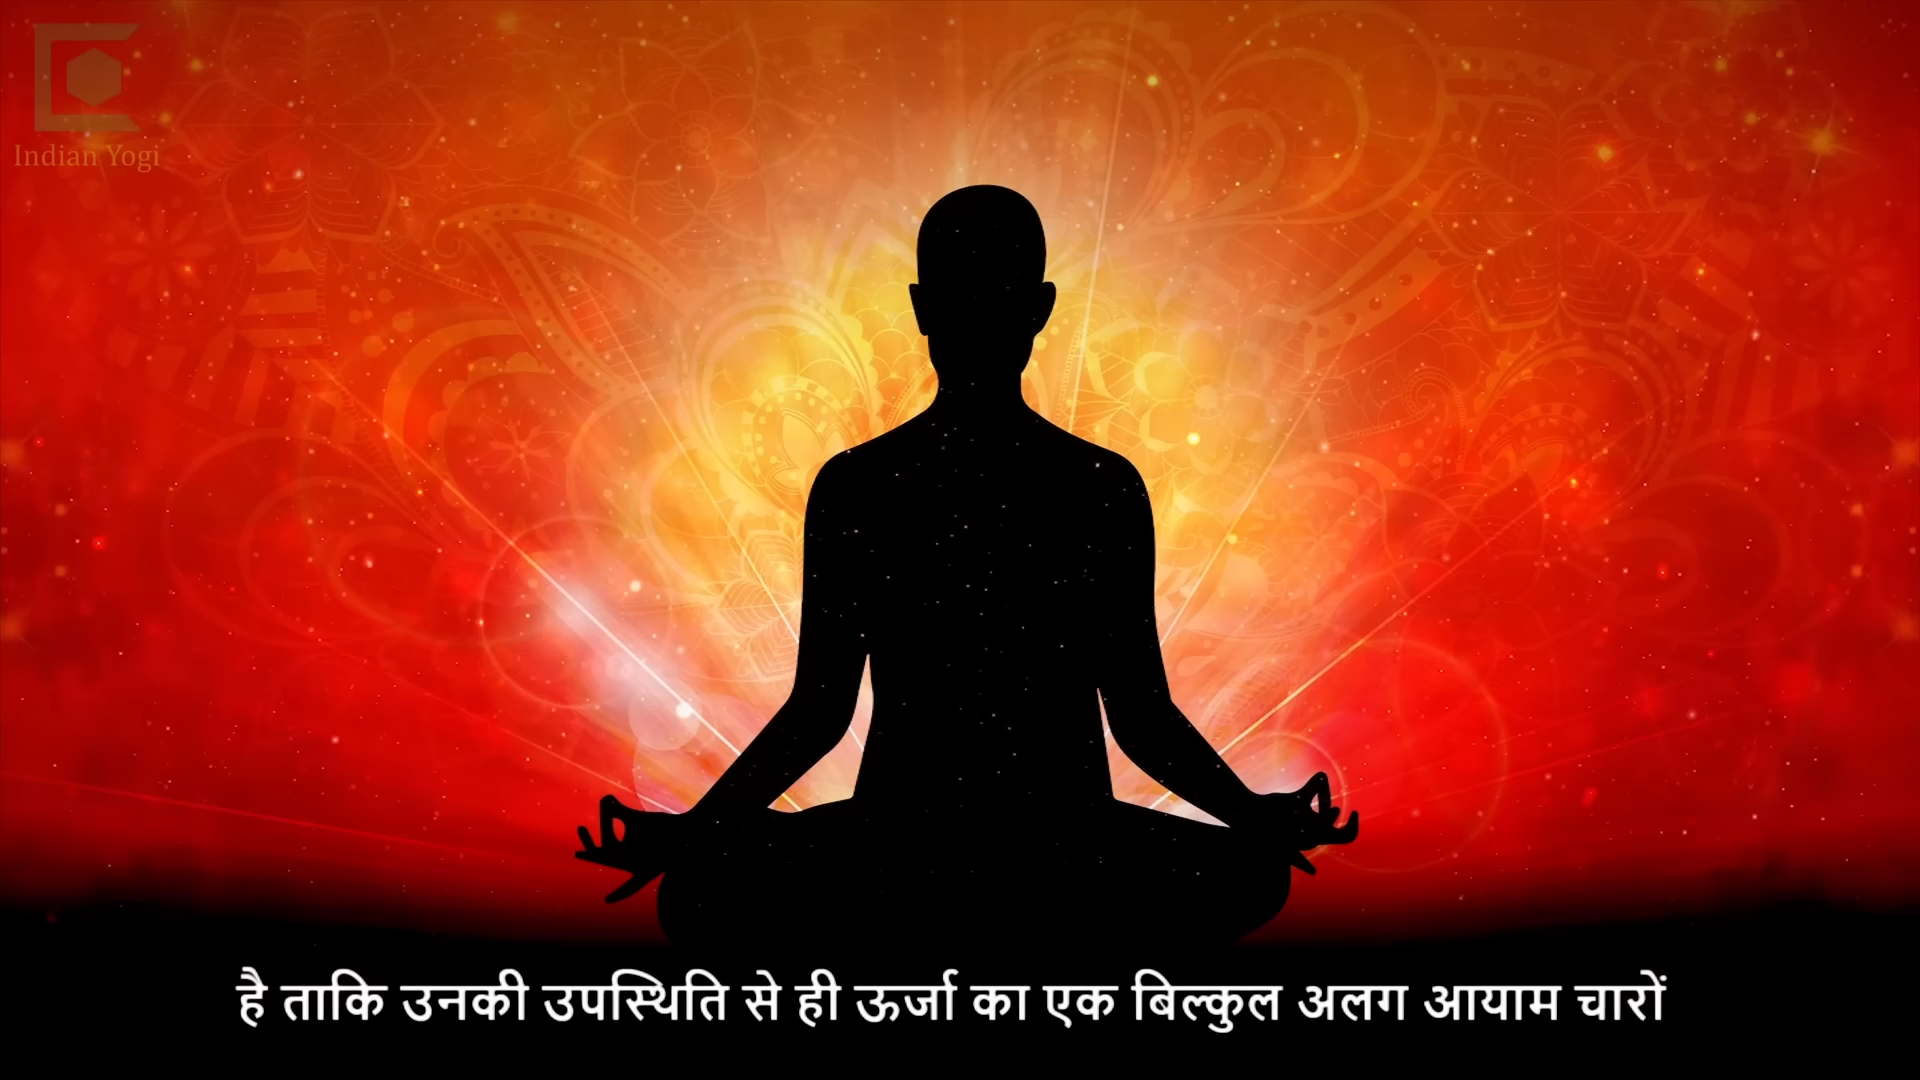 Indian Yogi
है ताकि उनकी उपस्थिति से ही ऊर्जा का एक बिल्कुल अलग आयाम चारों